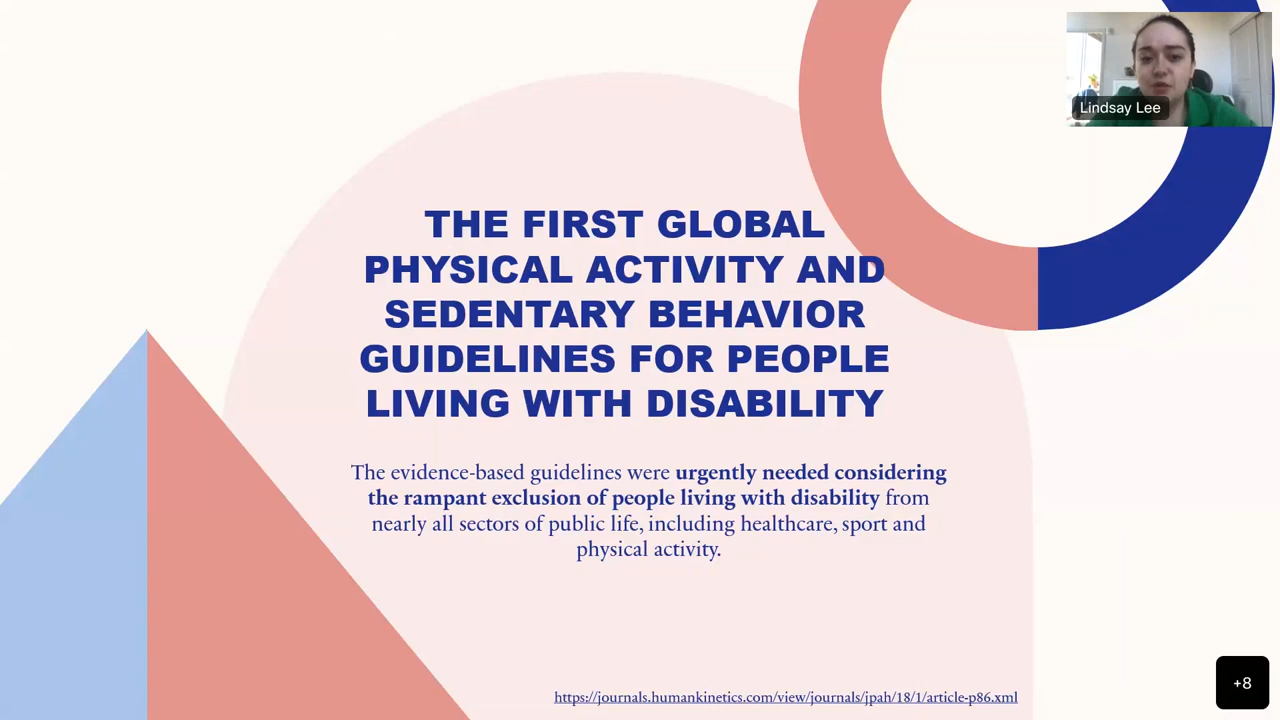 Lindsay Lee
THE FIRST GLOBAL
PHYSICAL ACTIVITY AND
SEDENTARY BEHAVIOR
GUIDELINES FOR PEOPLE
LIVING WITH DISABILITY
The evidence-based guidelines were urgently needed considering
the rampant exclusion of people living with disability from
nearly all sectors of public life, including healthcare, sport and
physical activity.
https://journals.humankinetics.com/view/journals/jpah/18/1/article-p86.xml
+8